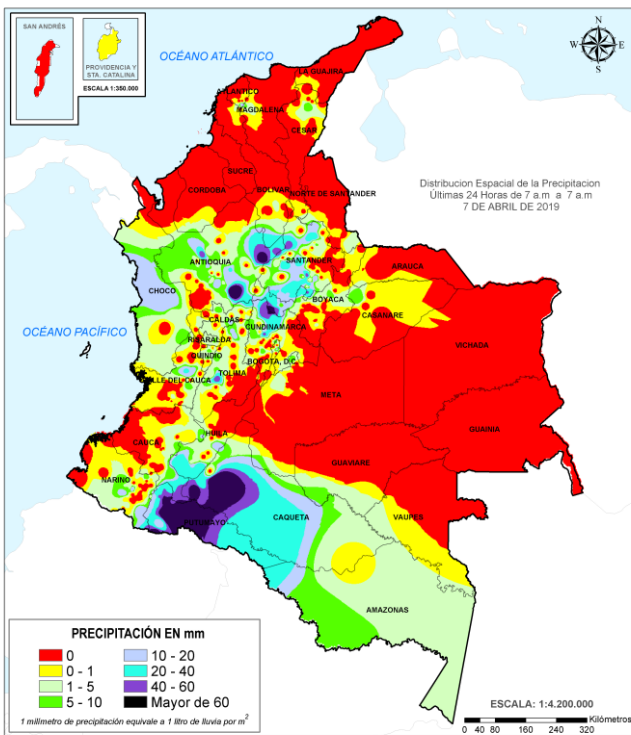 SAN ANDRÉS
PROVIDENCIA Y
STA. CATALINA
ESCALA 1:350.000
OCÉANO ATLÁNTICO
N
W E
S
LA GUAJIRA
ATLANTICO
MAGDALENA
CESAR
SUCRE
CORDOBA
BOLIVAR
NORTE DE SANTANDER
Distribucion Espacial de la Precipitacion
Últimas 24 Horas de 7 a.m a 7 a.m
7 DE ABRIL DE 2019
ANTIOQUIA
SANTANDER
ARAUCA
CHOCO
BOYACA
CASANARE
OCÉANO PACÍFICO
CALDAS
CUNDINAMARCA
VICHADA
RISARALDA
QUINDIO
BOGOTA, D.C.
TOLIMA
VALLE DEL CAUCA
META
GUAINIA
HUILA
CAUCA
GUAVIARE
NARIÑO
CAQUETA
VAUPES
PUTUMAYO
AMAZONAS
PRECIPITACIÓN EN mm
0 10 - 20
0 - 1 20 - 40
1 - 5 40 - 60
5 - 10 Mayor de 60
1 milimetro de precipitación equivale a 1 litro de lluvia por m²
ESCALA: 1:4.200.000
Kilómetros
0 40 80 160 240 320